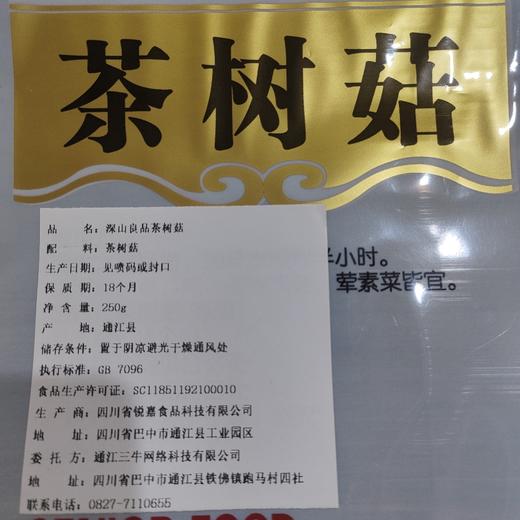 茶树菇
半小时。
荤素菜皆宜。
品 名：深山良品茶树菇
配 料：茶树菇
生产日期：见喷码或封口
保 质 期：18个月
净 含 量：250g
产 地：通江县
储存条件：置于阴凉避光干燥通风处
执行标准：GB 7096
食品生产许可证：SC11851192100010
生 产 商：四川省锐嘉食品科技有限公司
地 址：四川省巴中市通江县工业园区
委 托 方：通江三牛网络科技有限公司
地 址：四川省巴中市通江县铁佛镇跑马村四社
联系电话：0827-7110655